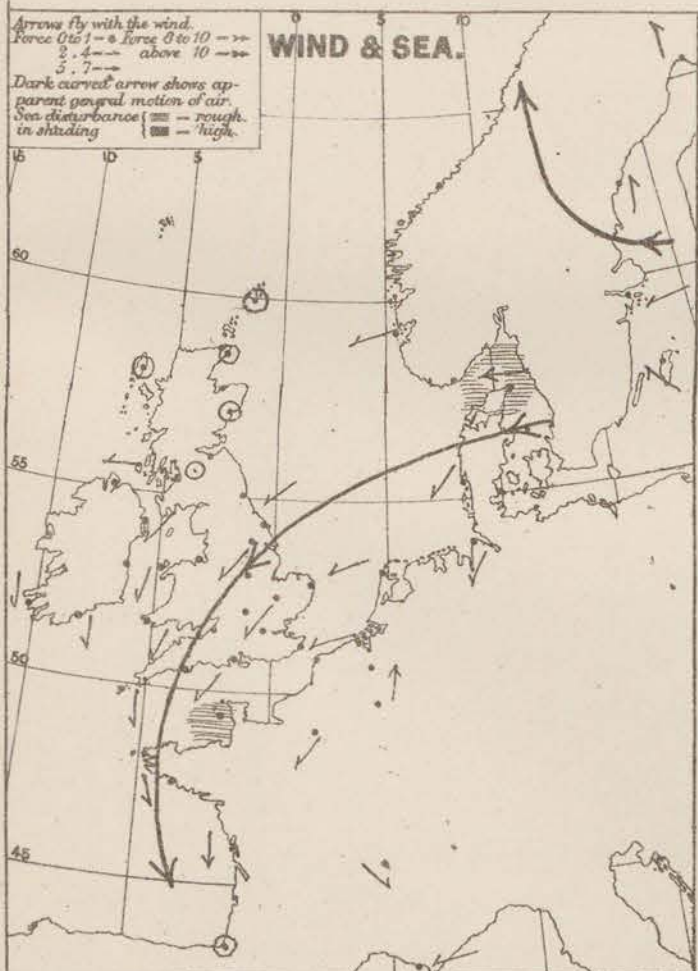 Arrows fly with the wind.
Force 0 to 1 Force 8 to 10
2 . 4 above 10
5 . 7
Dark curved arrow shows ap-
parent general motion of air.
Sea disturbance { — rough.
in shading { — high.
WIND & SEA.
0
5
10
15
10
5
60
55
50
45